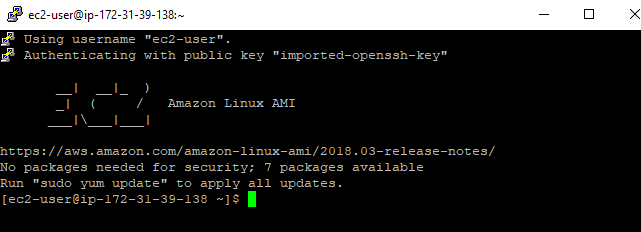 ec2-user@ip-172-31-39-138:~
Using username "ec2-user".
Authenticating with public key "imported-openssh-key"
__|  __|_  )
_|  (     /   Amazon Linux AMI
___|\___|___|
https://aws.amazon.com/amazon-linux-ami/2018.03-release-notes/
No packages needed for security; 7 packages available
Run "sudo yum update" to apply all updates.
[ec2-user@ip-172-31-39-138 ~]$